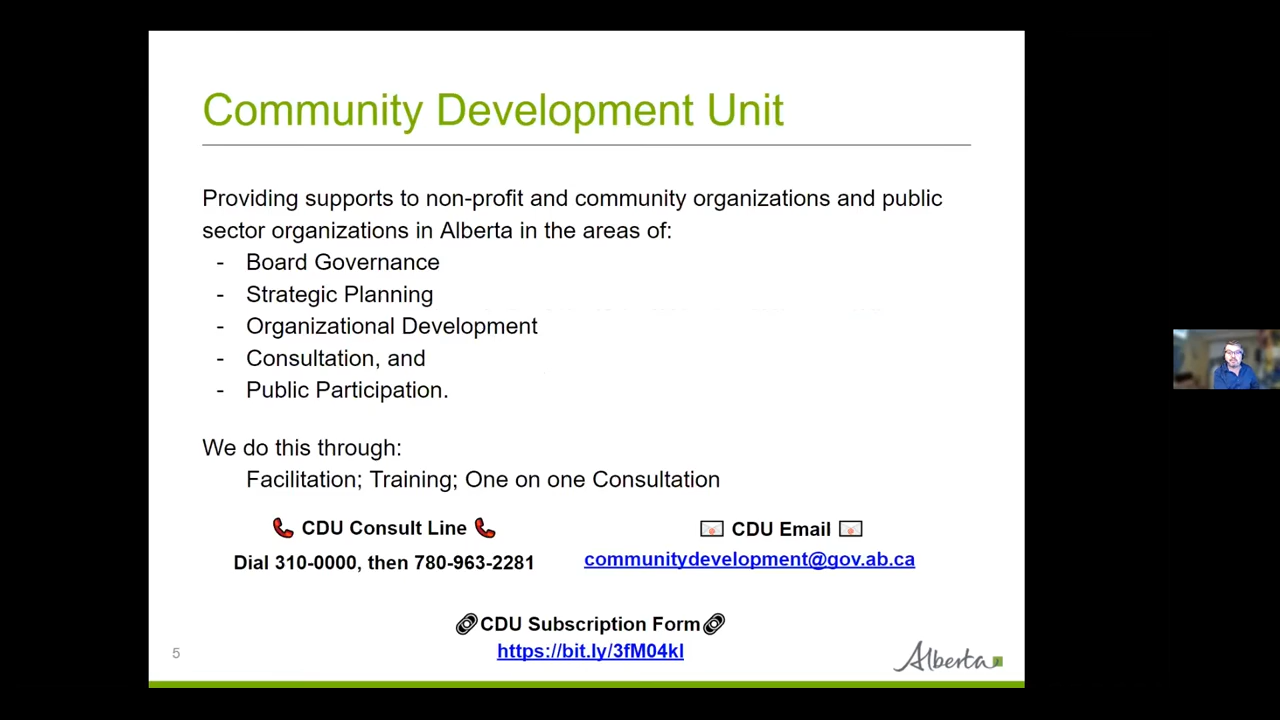 Community Development Unit
Providing supports to non-profit and community organizations and public
sector organizations in Alberta in the areas of:
- Board Governance
- Strategic Planning
- Organizational Development
- Consultation, and
- Public Participation.
We do this through:
Facilitation; Training; One on one Consultation
CDU Consult Line
Dial 310-0000, then 780-963-2281
CDU Email
communitydevelopment@gov.ab.ca
CDU Subscription Form
https://bit.ly/3fM04kI
5
Alberta